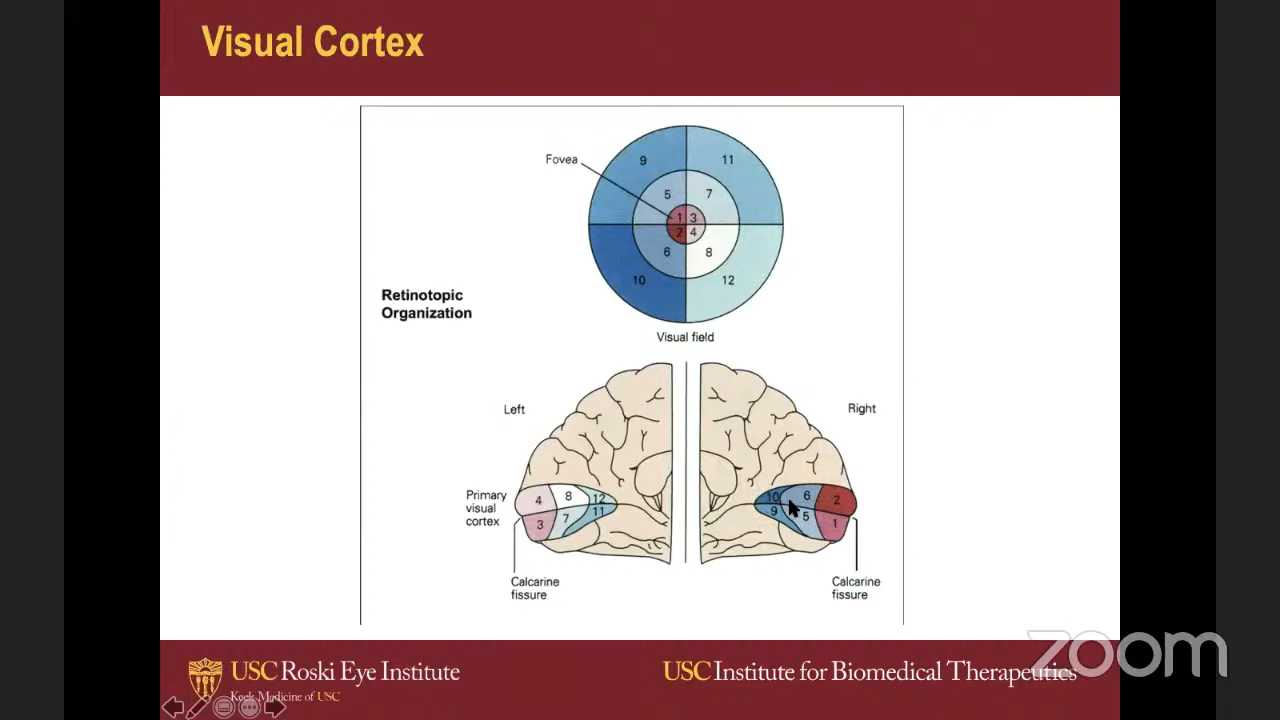 Visual Cortex
Fovea
9
11
5
7
1
3
2
4
6
8
10
12
Retinotopic
Organization
Visual field
Left
Right
Primary
visual
cortex
4
8
12
3
7
11
10
6
2
9
5
1
Calcarine
fissure
Calcarine
fissure
USC Roski Eye Institute
Keck Medicine of USC
USC Institute for Biomedical Therapeutics
zoom